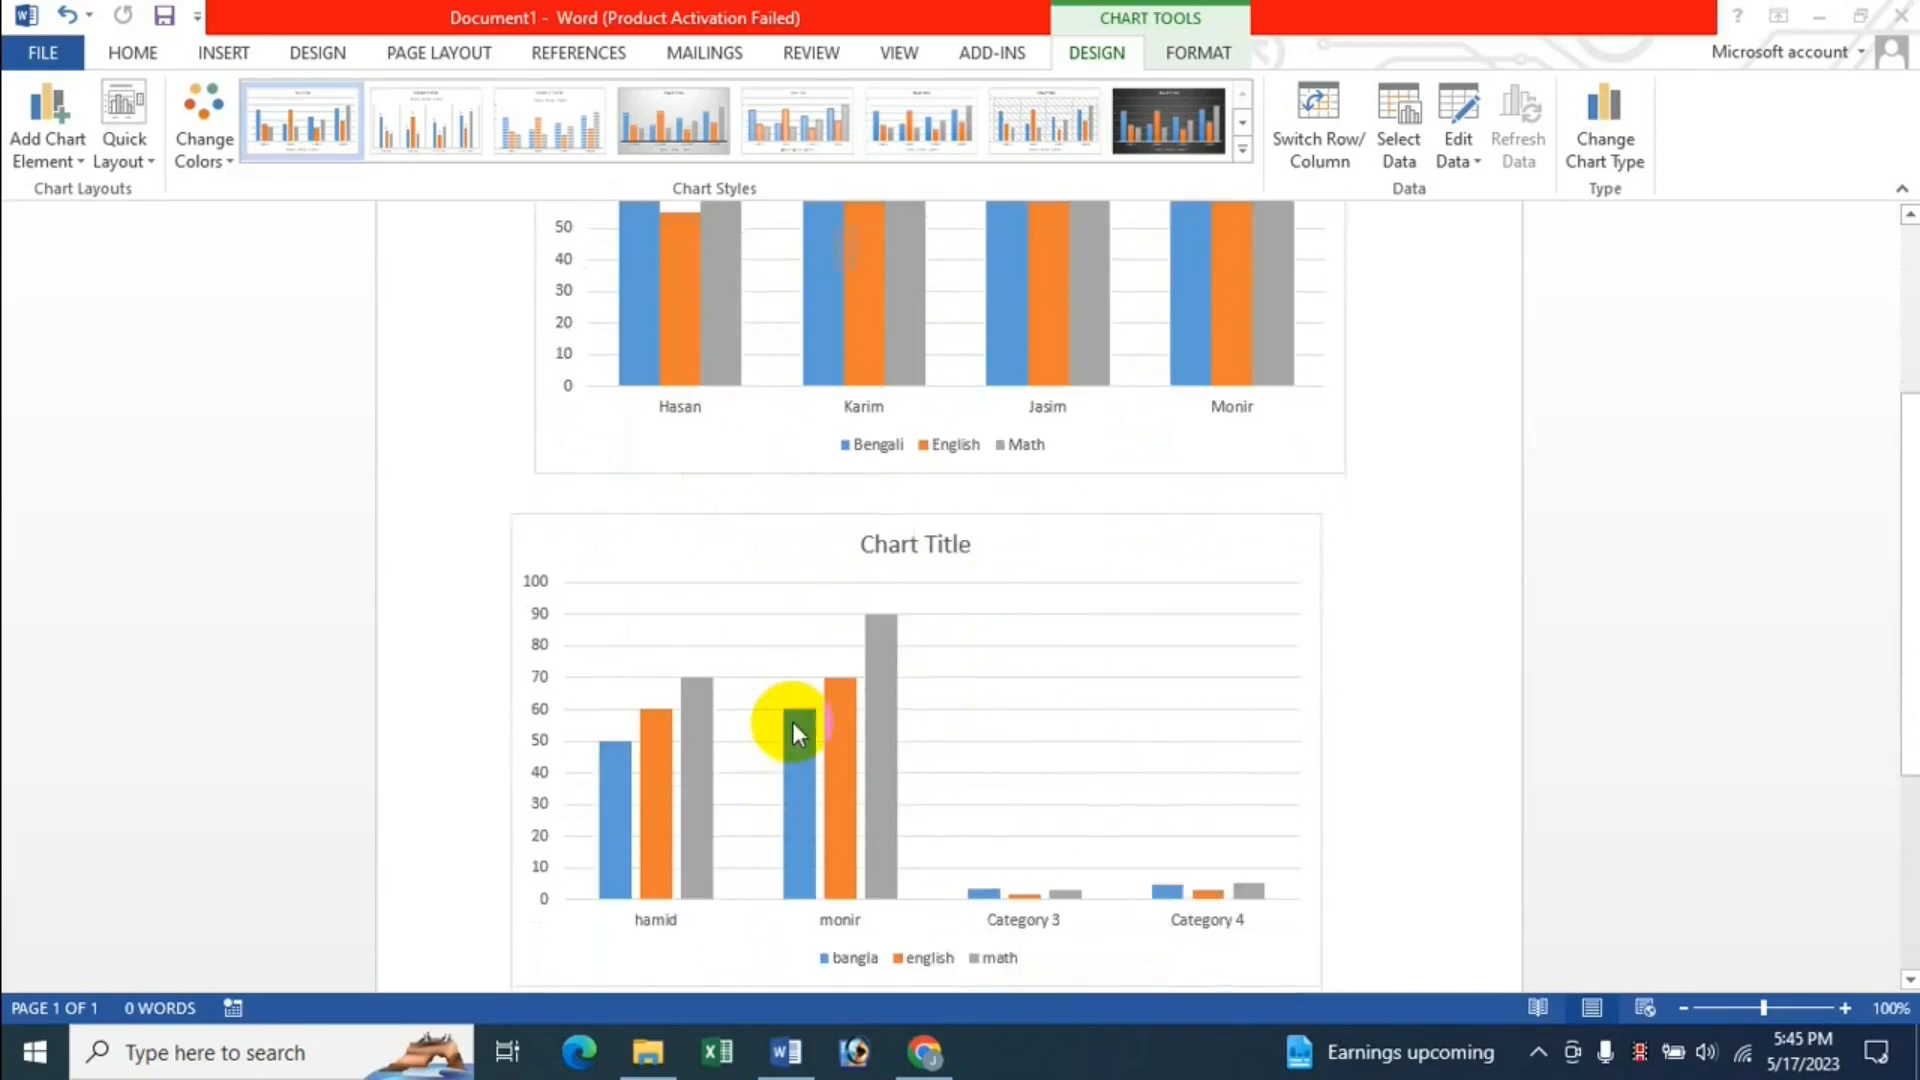 Document1 - Word (Product Activation Failed)
CHART TOOLS
?
FILE HOME INSERT DESIGN PAGE LAYOUT REFERENCES MAILINGS REVIEW VIEW ADD-INS DESIGN FORMAT Microsoft account
Add Chart Element
Quick Layout
Change Colors
Switch Row/ Column
Select Data
Edit Data
Refresh Data
Change Chart Type
Chart Layouts Chart Styles Data Type
50
40
30
20
10
0
Hasan Karim Jasim Monir
Bengali English Math
Chart Title
100
90
80
70
60
50
40
30
20
10
0
hamid monir Category 3 Category 4
bangla english math
PAGE 1 OF 1 0 WORDS 100%
Type here to search
Earnings upcoming
5:45 PM
5/17/2023